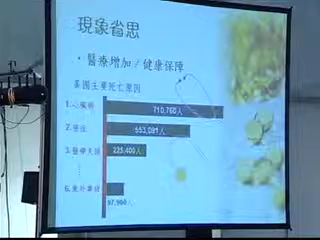 現象省思
・醫療增加／健康保障
美國主要死亡原因
1.心臟病
710,760人
2.癌症
553,091人
3.醫療失誤
225,400人
6.意外事故
97,900人